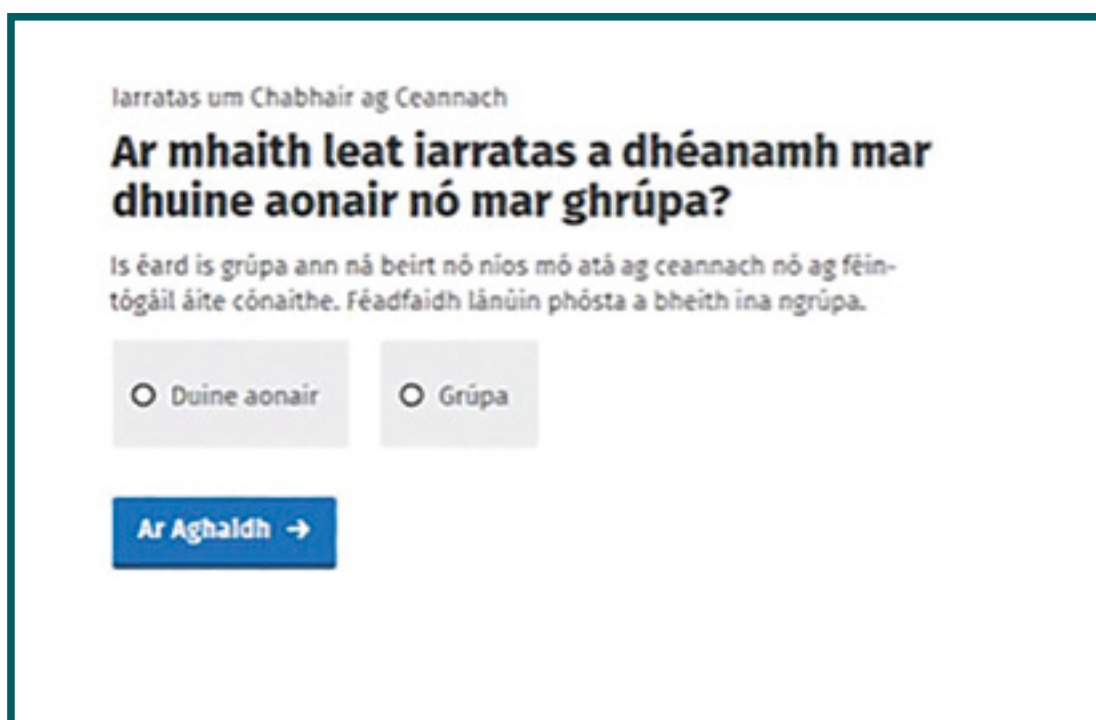 Iarratas um Chabhair ag Ceannach
Ar mhaith leat iarratas a dhéanamh mar
dhuine aonair nó mar ghrúpa?
Is éard is grúpa ann ná beirt nó níos mó atá ag ceannach nó ag féin-
tógáil áite cónaithe. Féadfaidh lánúin phósta a bheith ina ngrúpa.
Duine aonair
Grúpa
Ar Aghaidh →